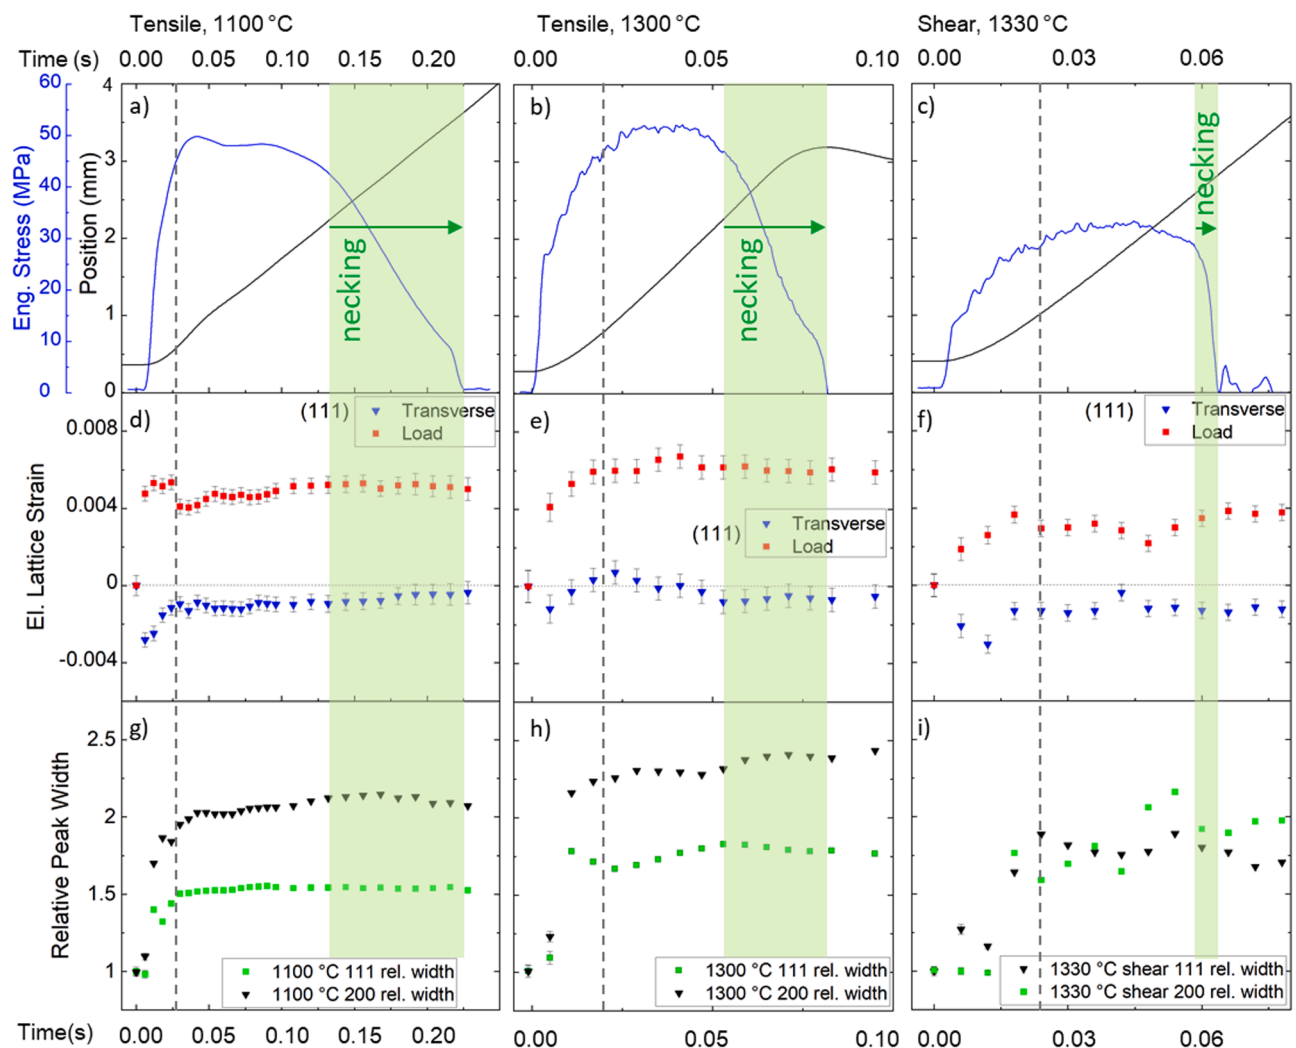 Tensile, 1100 °C
Tensile, 1300 °C
Shear, 1330 °C
Time (s) 0.00 0.05 0.10 0.15 0.20
0.00 0.05 0.10
0.00 0.03 0.06
Eng. Stress (MPa)
60
50
40
30
20
10
0
Position (mm)
4
3
2
1
0
a)
necking
b)
necking
c)
necking
El. Lattice Strain
0.008
0.004
0
-0.004
d)
(111)
Transverse
Load
e)
(111)
Transverse
Load
f)
(111)
Transverse
Load
Relative Peak Width
2.5
2
1.5
1
g)
1100 °C 111 rel. width
1100 °C 200 rel. width
h)
1300 °C 111 rel. width
1300 °C 200 rel. width
i)
1330 °C shear 111 rel. width
1330 °C shear 200 rel. width
Time(s) 0.00 0.05 0.10 0.15 0.20
0.00 0.05 0.10
0.00 0.03 0.06